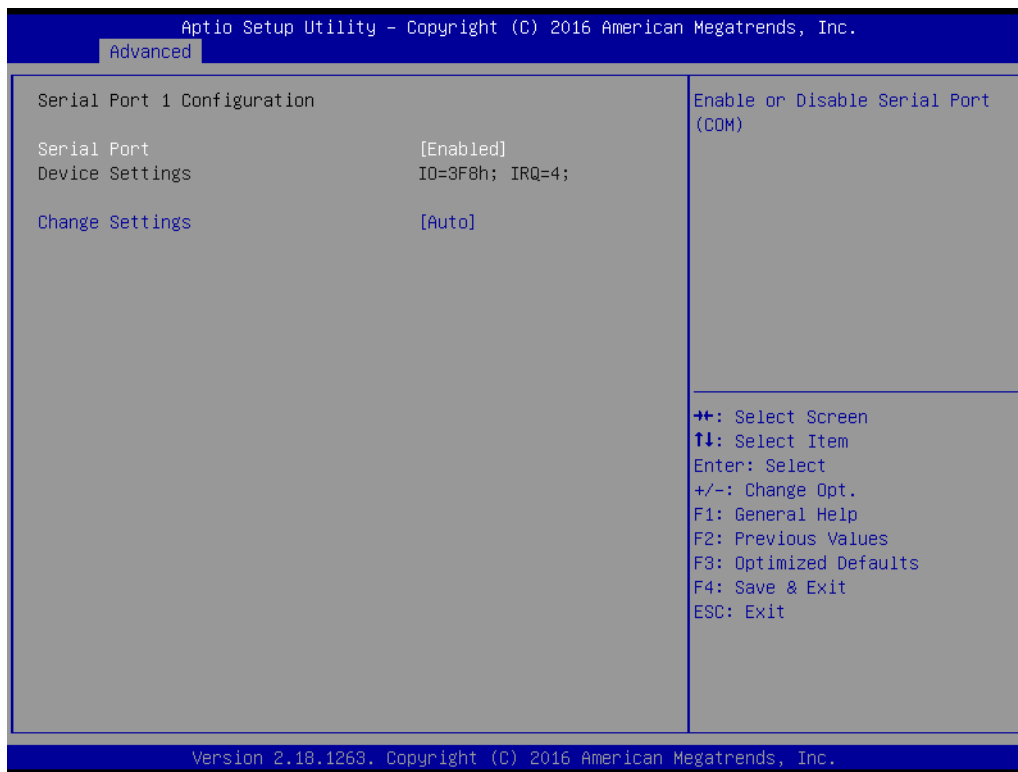 Aptio Setup Utility – Copyright (C) 2016 American Megatrends, Inc.
Advanced
Serial Port 1 Configuration
Serial Port [Enabled]
Device Settings IO=3F8h; IRQ=4;
Change Settings [Auto]
Enable or Disable Serial Port
(COM)
→←: Select Screen
↑↓: Select Item
Enter: Select
+/-: Change Opt.
F1: General Help
F2: Previous Values
F3: Optimized Defaults
F4: Save & Exit
ESC: Exit
Version 2.18.1263. Copyright (C) 2016 American Megatrends, Inc.